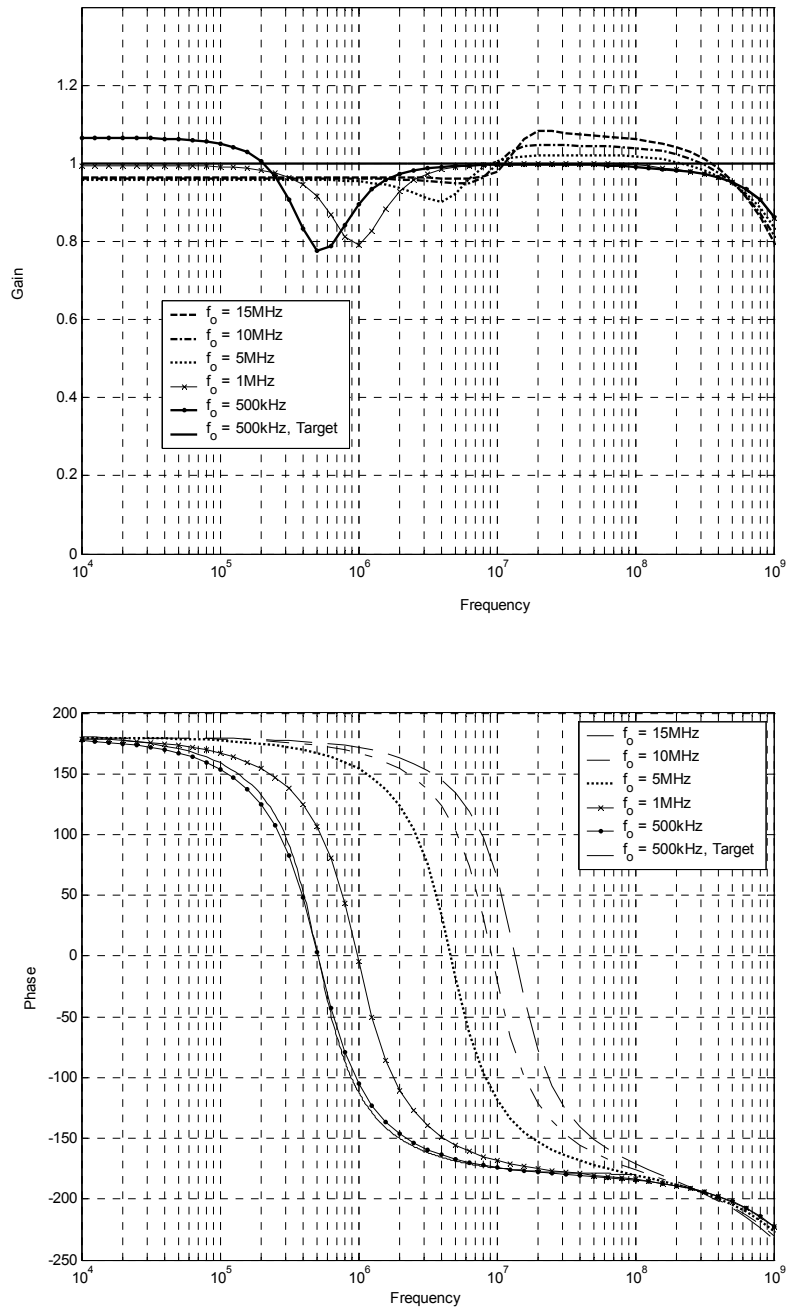 1.2
1
0.8
0.6
0.4
0.2
0
Gain
f_o = 15MHz
f_o = 10MHz
f_o = 5MHz
f_o = 1MHz
f_o = 500kHz
f_o = 500kHz, Target
10^4 10^5 10^6 10^7 10^8 10^9
Frequency
200
150
100
50
0
-50
-100
-150
-200
-250
Phase
f_o = 15MHz
f_o = 10MHz
f_o = 5MHz
f_o = 1MHz
f_o = 500kHz
f_o = 500kHz, Target
10^4 10^5 10^6 10^7 10^8 10^9
Frequency